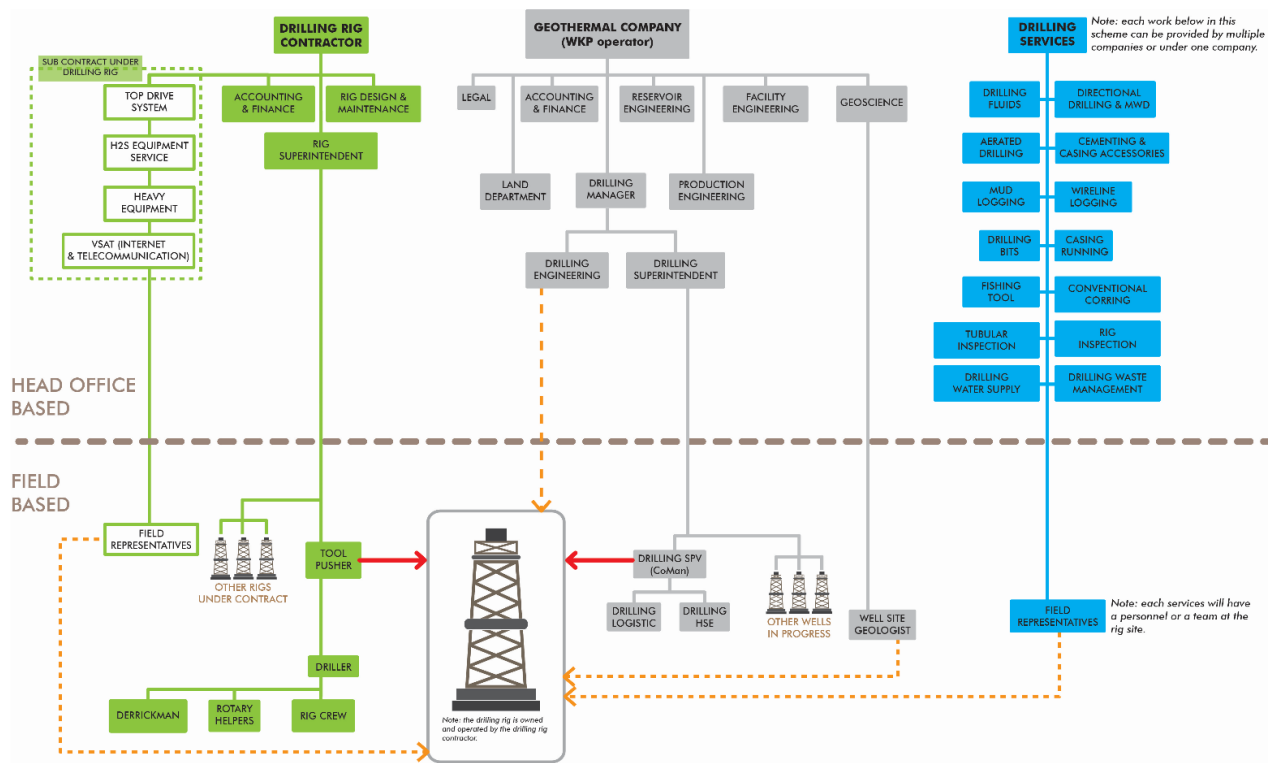 DRILLING RIG
CONTRACTOR
GEOTHERMAL COMPANY
(WKP operator)
DRILLING
SERVICES
Note: each work below in this
scheme can be provided by multiple
companies or under one company.
SUB CONTRACT UNDER
DRILLING RIG
TOP DRIVE
SYSTEM
H2S EQUIPMENT
SERVICE
HEAVY
EQUIPMENT
VSAT (INTERNET
& TELECOMMUNICATION)
ACCOUNTING
& FINANCE
RIG DESIGN &
MAINTENANCE
RIG
SUPERINTENDENT
LEGAL
ACCOUNTING
& FINANCE
RESERVOIR
ENGINEERING
FACILITY
ENGINEERING
GEOSCIENCE
LAND
DEPARTMENT
DRILLING
MANAGER
PRODUCTION
ENGINEERING
DRILLING
ENGINEERING
DRILLING
SUPERINTENDENT
DRILLING
FLUIDS
DIRECTIONAL
DRILLING & MWD
AERATED
DRILLING
CEMENTING &
CASING ACCESSORIES
MUD
LOGGING
WIRELINE
LOGGING
DRILLING
BITS
CASING
RUNNING
FISHING
TOOL
CONVENTIONAL
CORRING
TUBULAR
INSPECTION
RIG
INSPECTION
DRILLING
WATER SUPPLY
DRILLING WASTE
MANAGEMENT
HEAD OFFICE
BASED
FIELD
BASED
FIELD
REPRESENTATIVES
OTHER RIGS
UNDER CONTRACT
TOOL
PUSHER
DRILLER
DERRICKMAN
ROTARY
HELPERS
RIG CREW
Note: the drilling rig is owned
and operated by the drilling rig
contractor.
DRILLING SPV
(CoMan)
DRILLING
LOGISTIC
DRILLING
HSE
OTHER WELLS
IN PROGRESS
WELL SITE
GEOLOGIST
FIELD
REPRESENTATIVES
Note: each services will have
a personnel or a team at the
rig site.